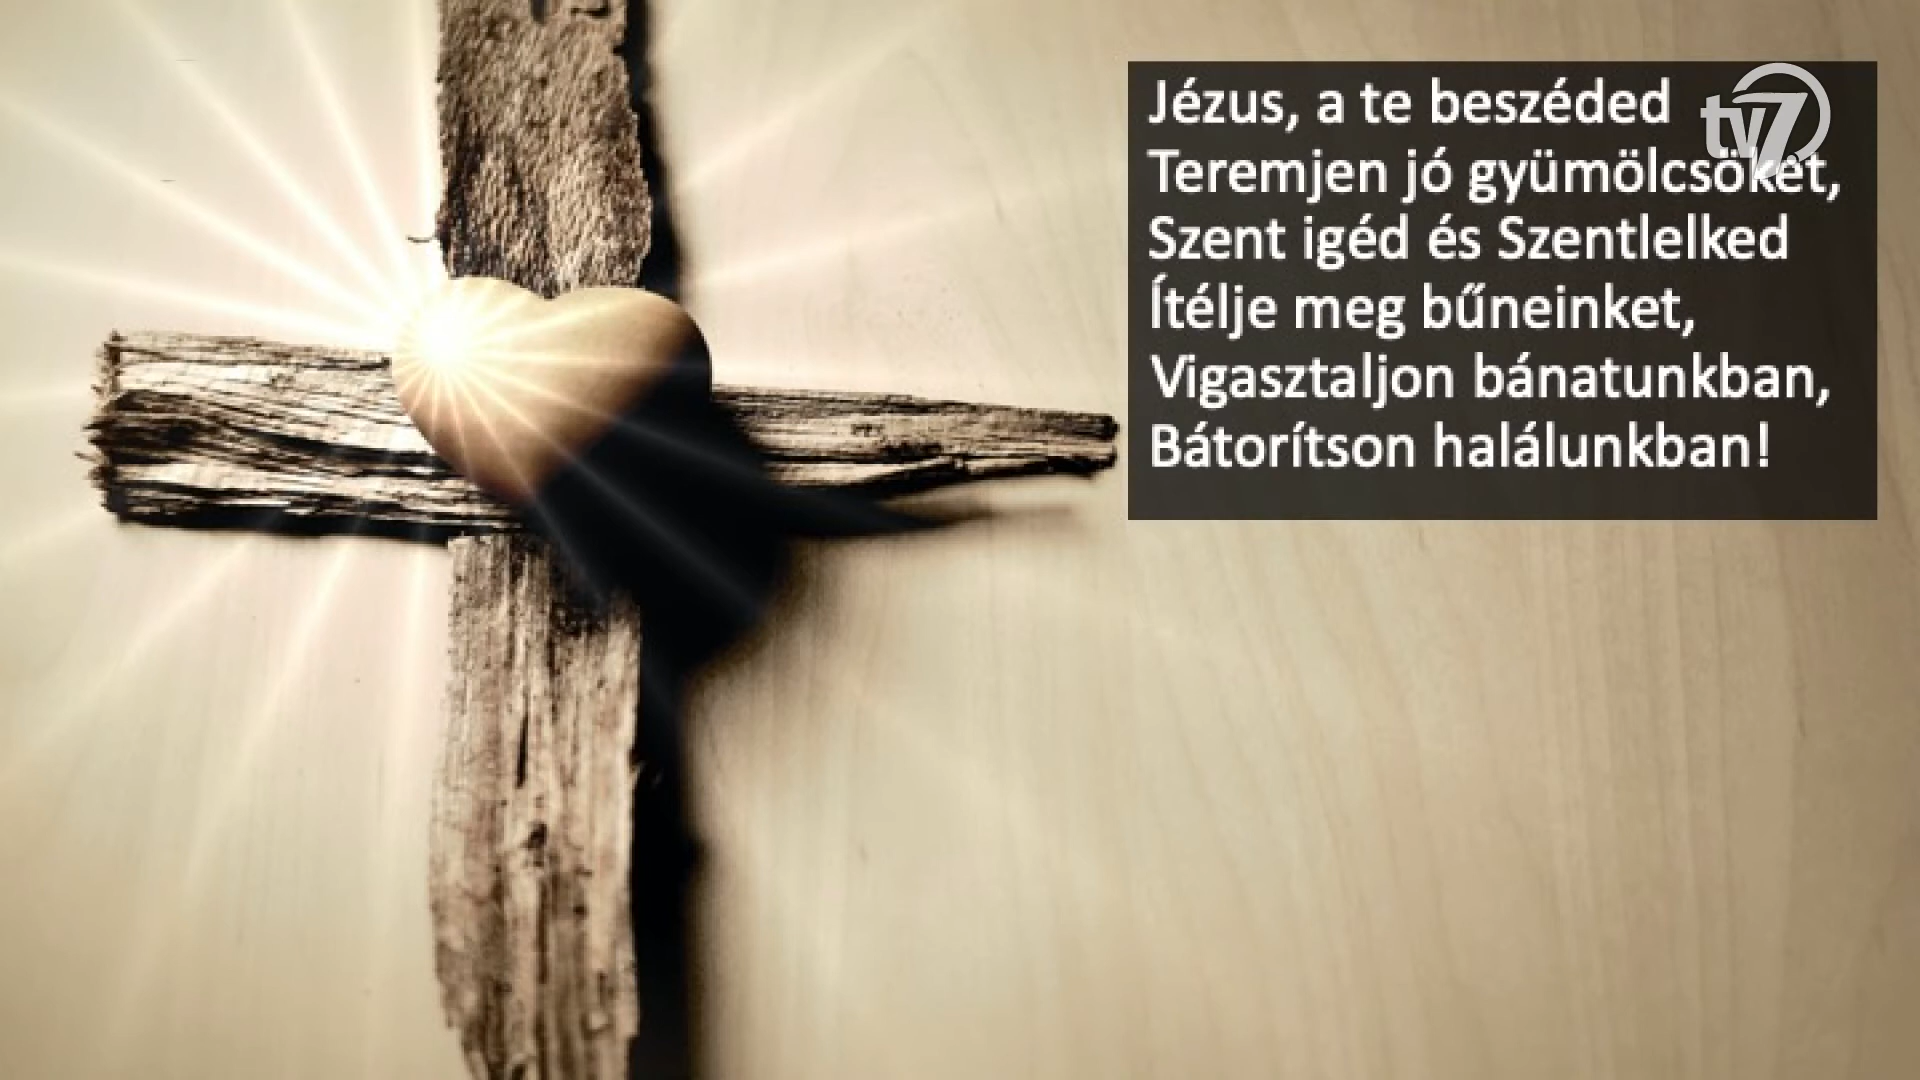 Jézus, a te beszéded
tv7
Teremjen jó gyümölcsöket,
Szent igéd és Szentlelked
Ítélje meg bűneinket,
Vigasztaljon bánatunkban,
Bátorítson halálunkban!